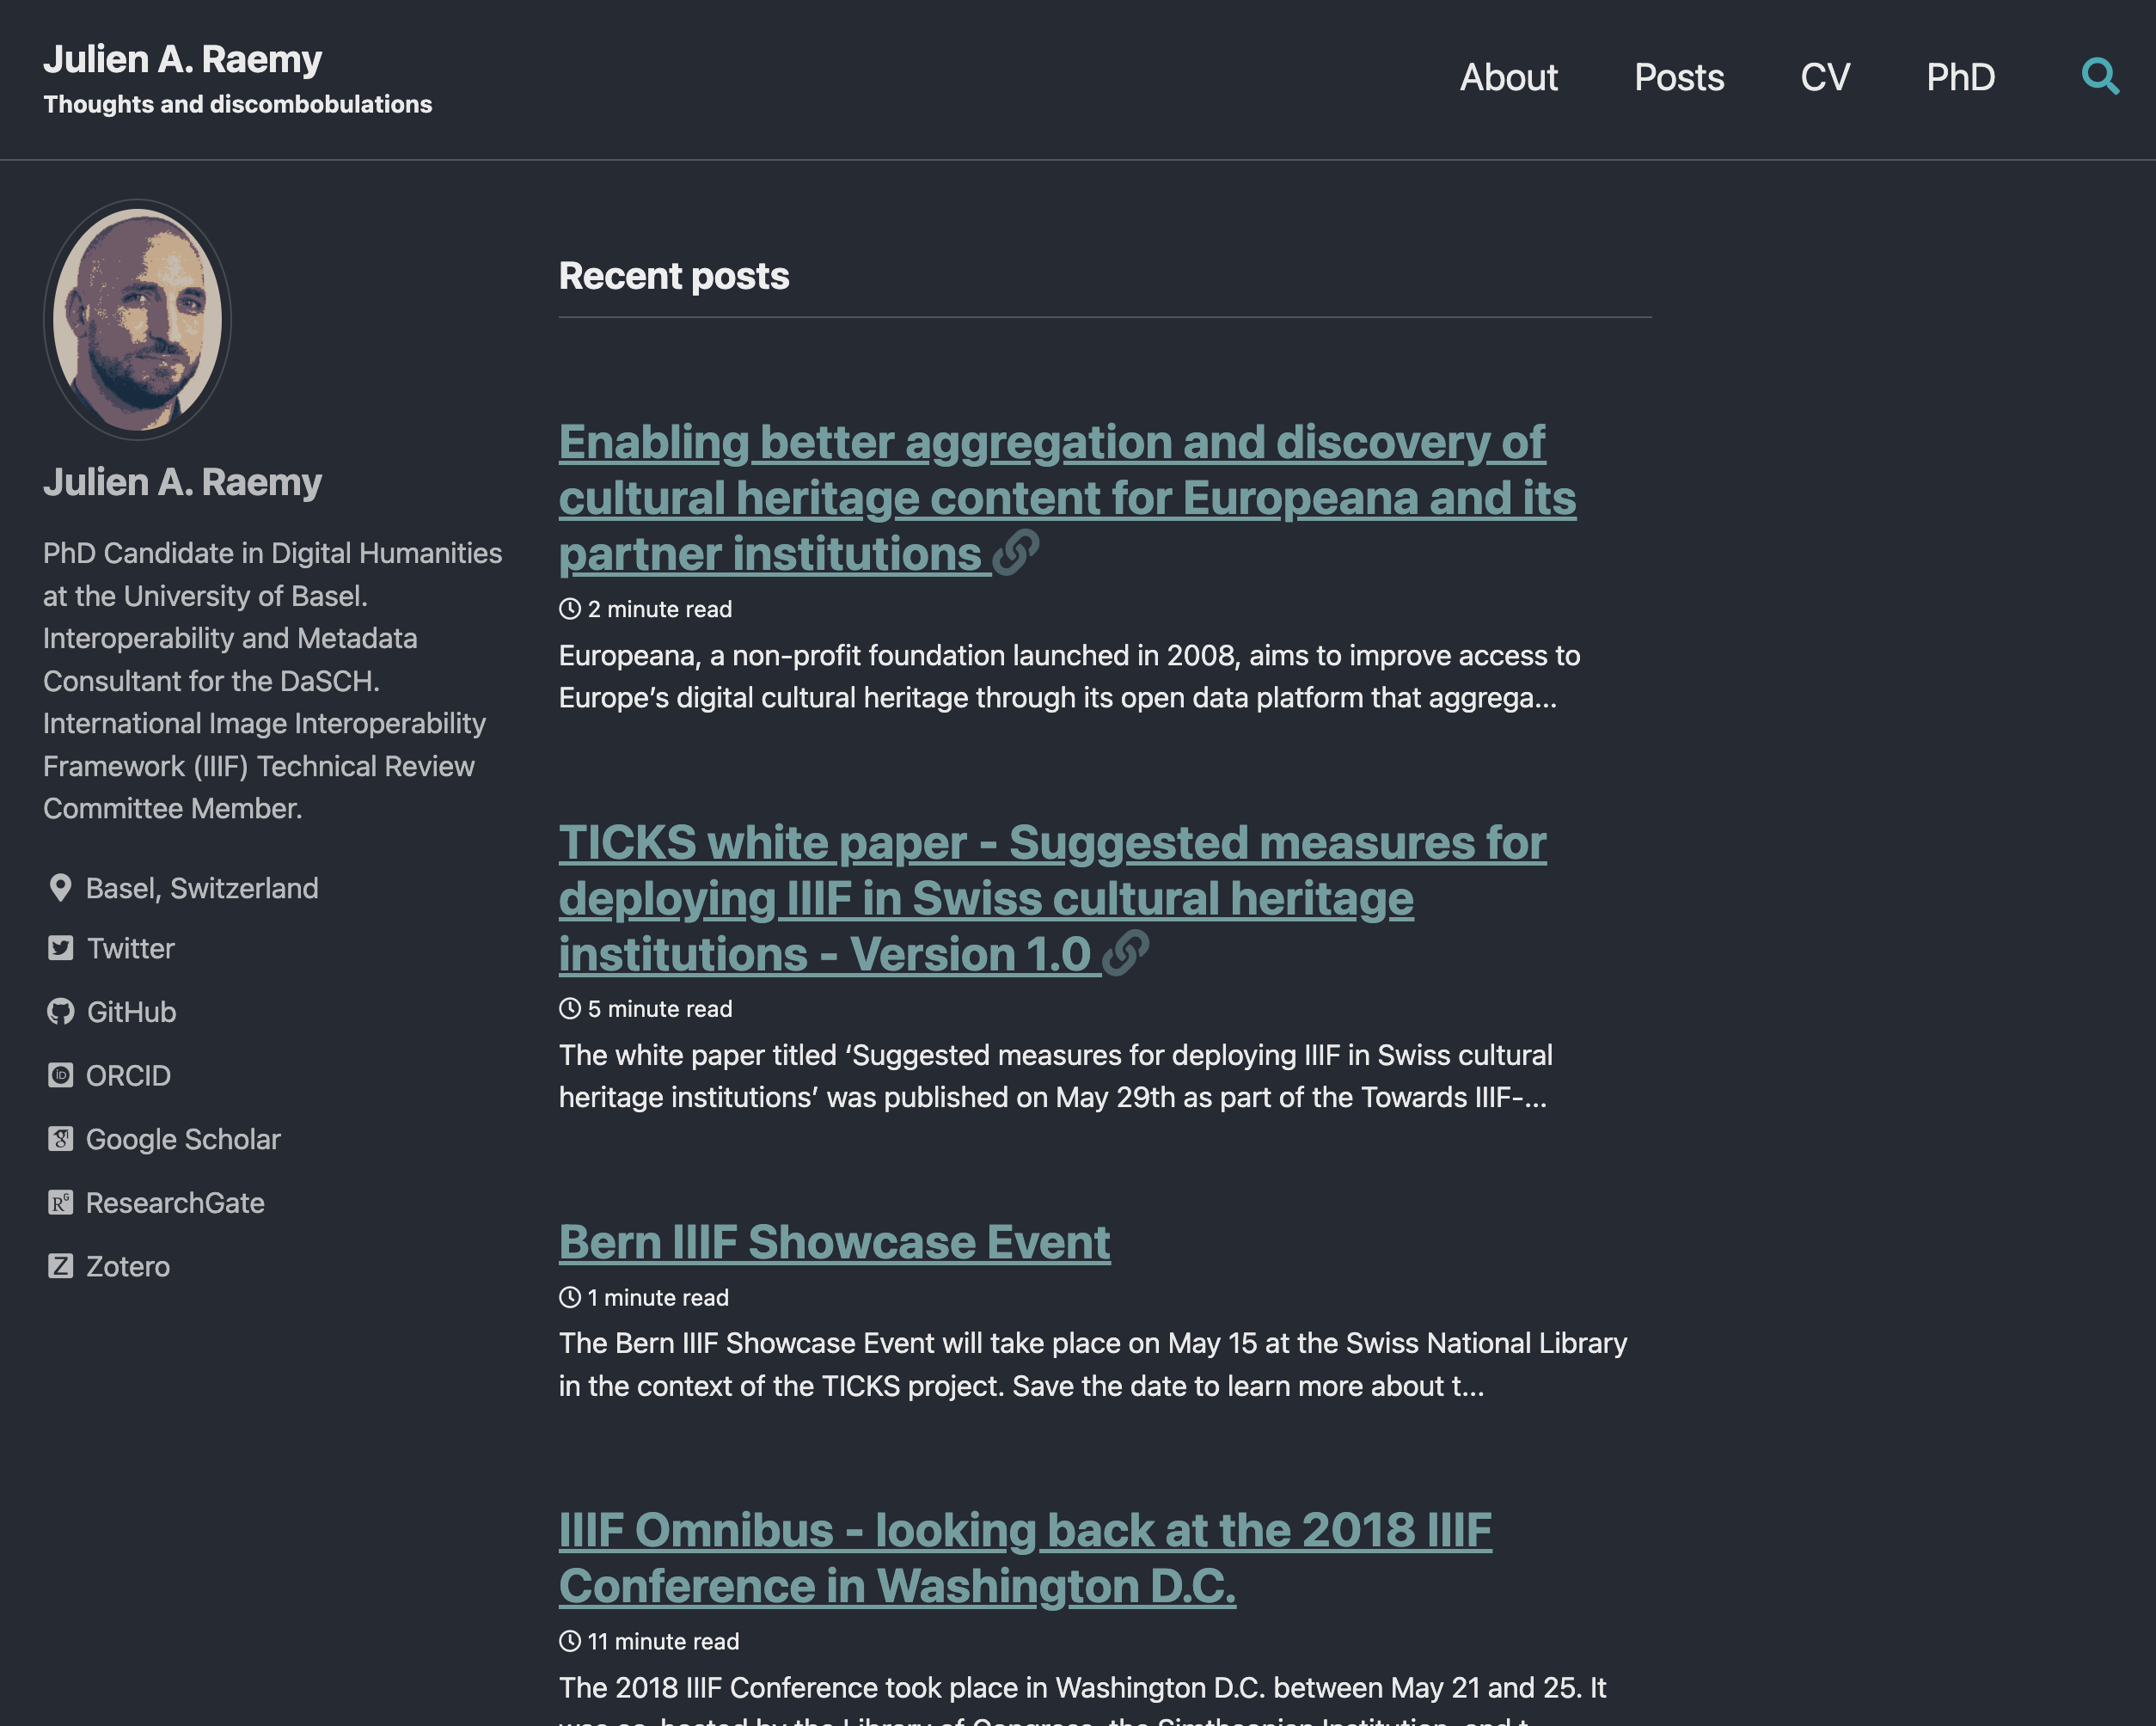 Julien A. Raemy
Thoughts and discombobulations
About Posts CV PhD
Julien A. Raemy
PhD Candidate in Digital Humanities
at the University of Basel.
Interoperability and Metadata
Consultant for the DaSCH.
International Image Interoperability
Framework (IIIF) Technical Review
Committee Member.
Basel, Switzerland
Twitter
GitHub
ORCID
Google Scholar
ResearchGate
Zotero
Recent posts
Enabling better aggregation and discovery of
cultural heritage content for Europeana and its
partner institutions
2 minute read
Europeana, a non-profit foundation launched in 2008, aims to improve access to
Europe’s digital cultural heritage through its open data platform that aggrega...
TICKS white paper - Suggested measures for
deploying IIIF in Swiss cultural heritage
institutions - Version 1.0
5 minute read
The white paper titled ‘Suggested measures for deploying IIIF in Swiss cultural
heritage institutions’ was published on May 29th as part of the Towards IIIF-...
Bern IIIF Showcase Event
1 minute read
The Bern IIIF Showcase Event will take place on May 15 at the Swiss National Library
in the context of the TICKS project. Save the date to learn more about t...
IIIF Omnibus - looking back at the 2018 IIIF
Conference in Washington D.C.
11 minute read
The 2018 IIIF Conference took place in Washington D.C. between May 21 and 25. It